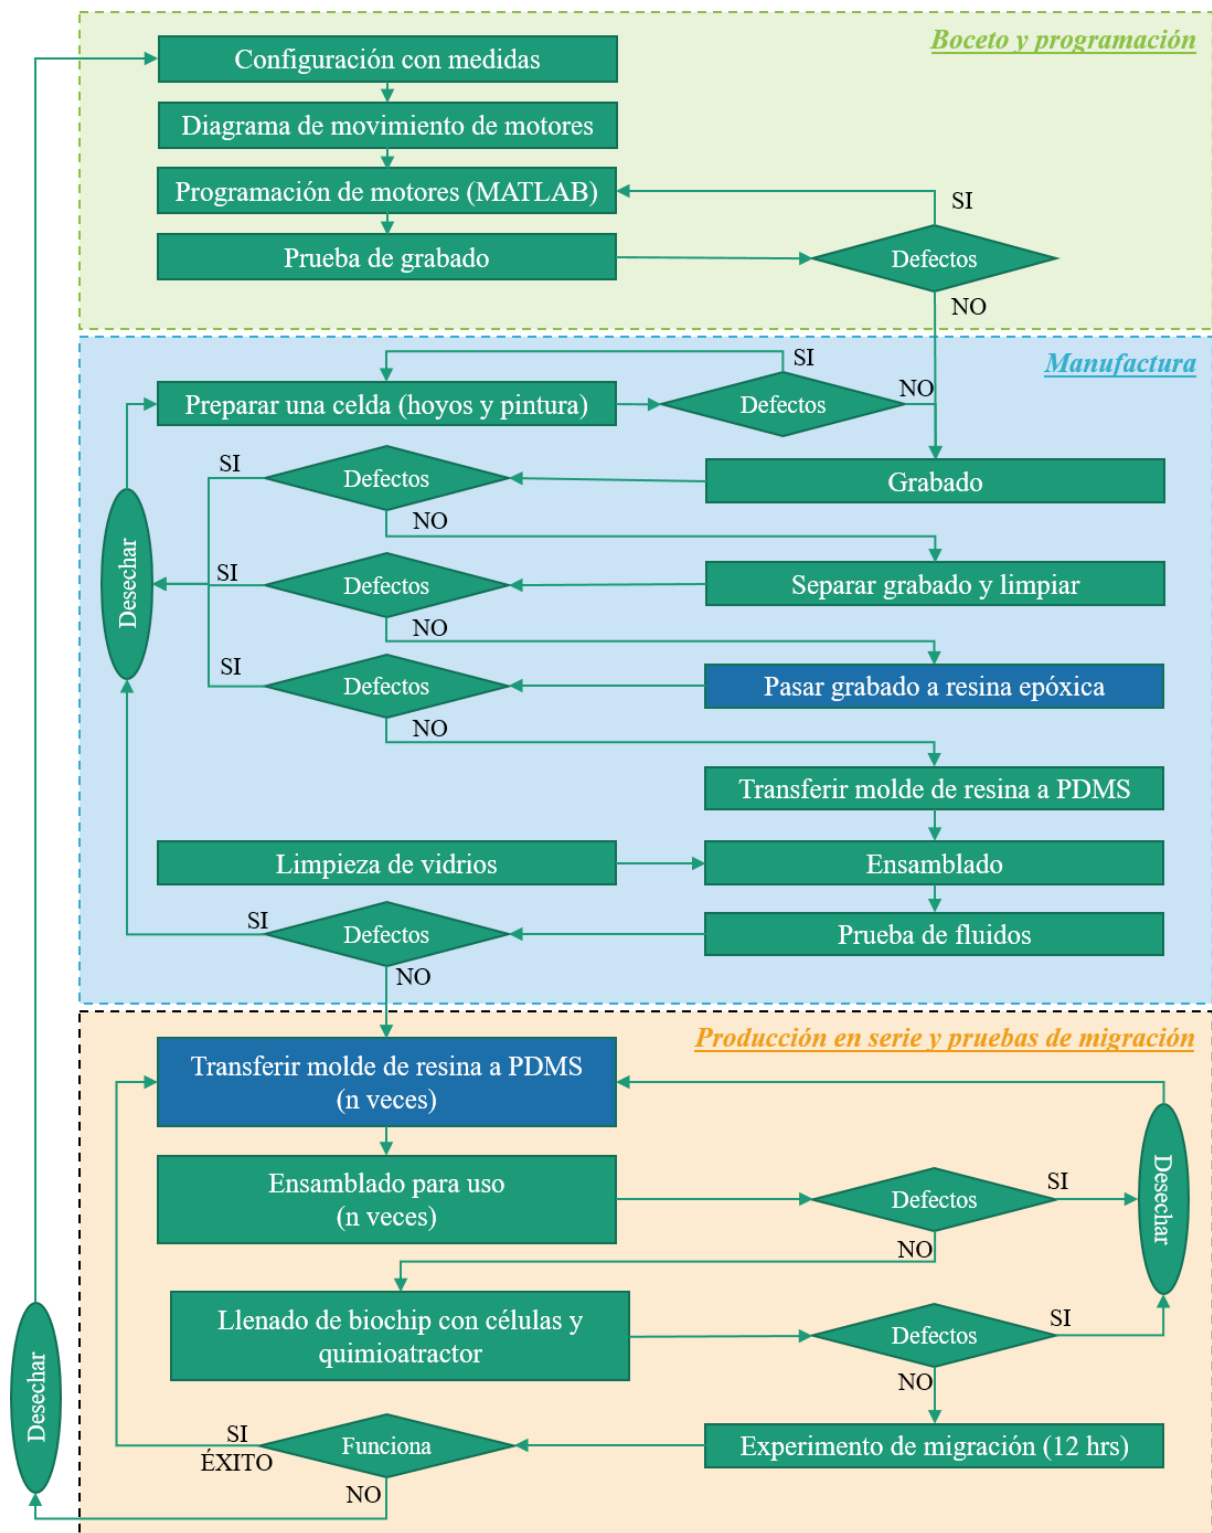 Boceto y programación
Configuración con medidas
Diagrama de movimiento de motores
Programación de motores (MATLAB)
SI
Prueba de grabado
Defectos
NO
Manufactura
SI
Preparar una celda (hoyos y pintura)
Defectos
NO
SI
Defectos
Grabado
NO
Desechar
SI
Defectos
Separar grabado y limpiar
NO
SI
Defectos
Pasar grabado a resina epóxica
NO
Transferir molde de resina a PDMS
Limpieza de vidrios
Ensamblado
SI
Defectos
Prueba de fluidos
NO
Producción en serie y pruebas de migración
Transferir molde de resina a PDMS
(n veces)
Ensamblado para uso
(n veces)
Defectos
SI
Desechar
NO
Llenado de biochip con células y
quimioatractor
Defectos
SI
NO
Desechar
SI
ÉXITO
Funciona
Experimento de migración (12 hrs)
NO